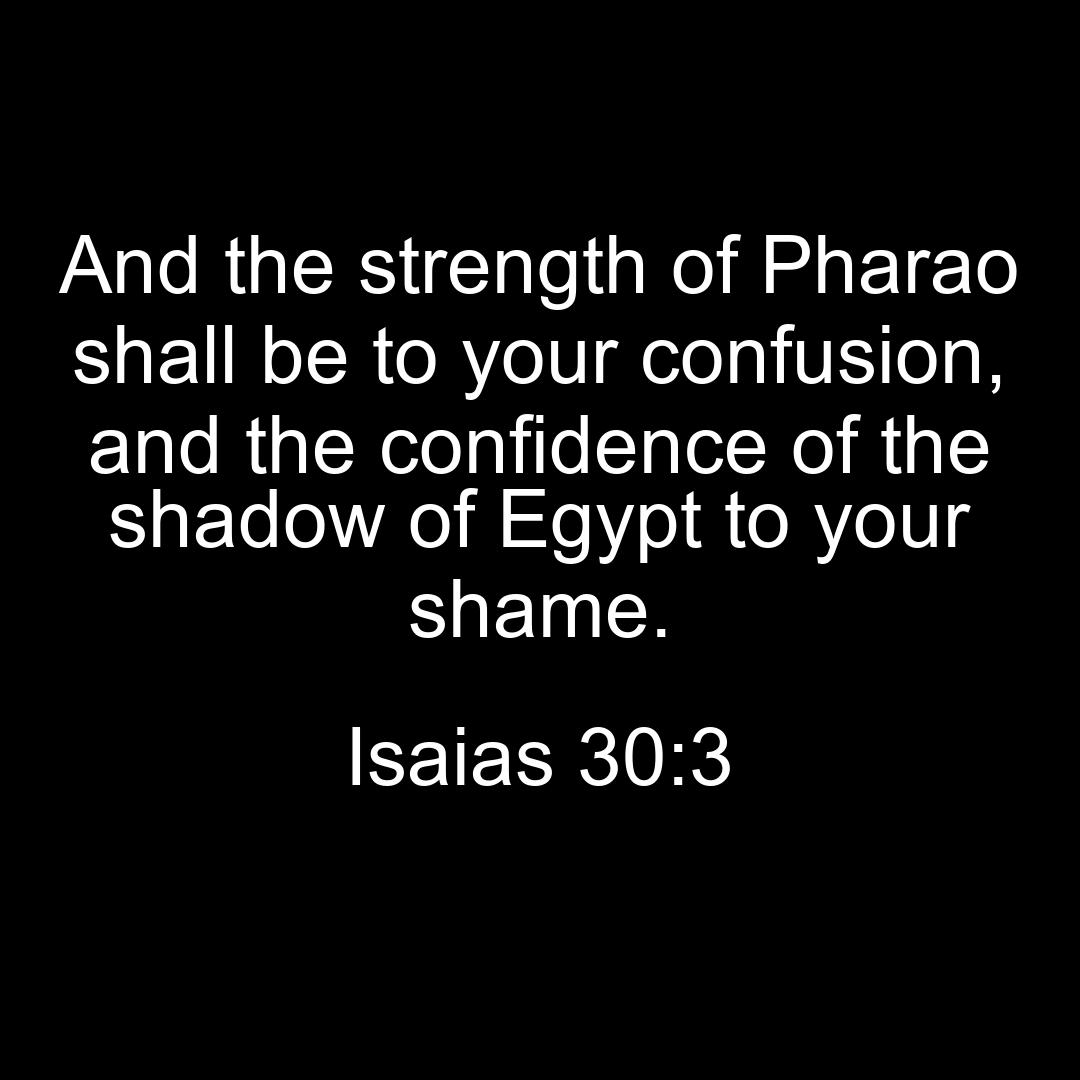 And the strength of Pharao
shall be to your confusion,
and the confidence of the
shadow of Egypt to your
shame.
Isaias 30:3